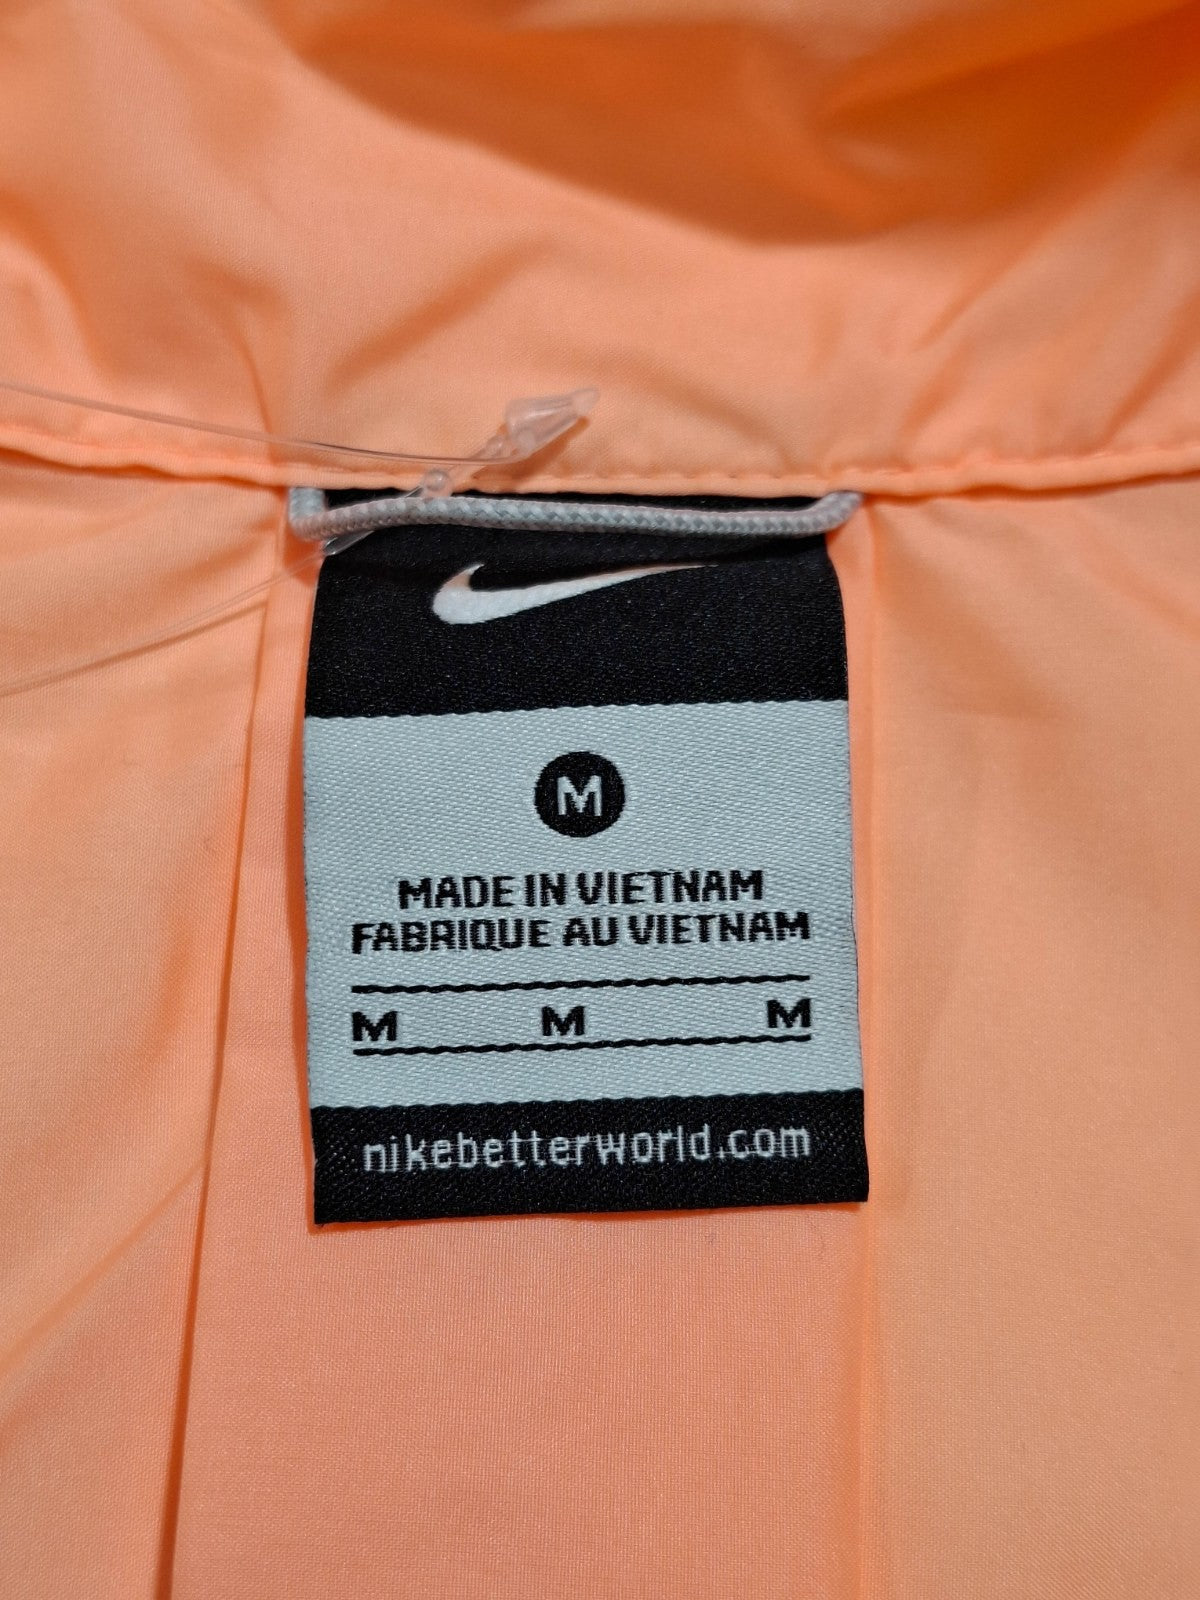 M
MADE IN VIETNAM
FABRIQUE AU VIETNAM
M M M
nikebetterworld.com